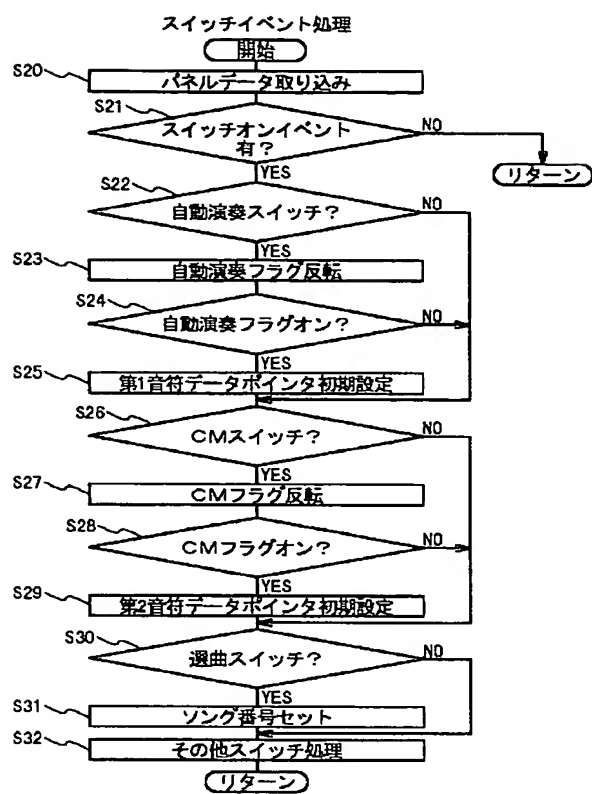 スイッチイベント処理
開始
S20
パネルデータ取り込み
S21
スイッチオンイベント
有？
NO
リターン
YES
S22
自動演奏スイッチ？
NO
YES
S23
自動演奏フラグ反転
S24
自動演奏フラグオン？
NO
YES
S25
第1音符データポインタ初期設定
S26
CMスイッチ？
NO
YES
S27
CMフラグ反転
S28
CMフラグオン？
NO
YES
S29
第2音符データポインタ初期設定
S30
選曲スイッチ？
NO
YES
S31
ソング番号セット
S32
その他スイッチ処理
リターン